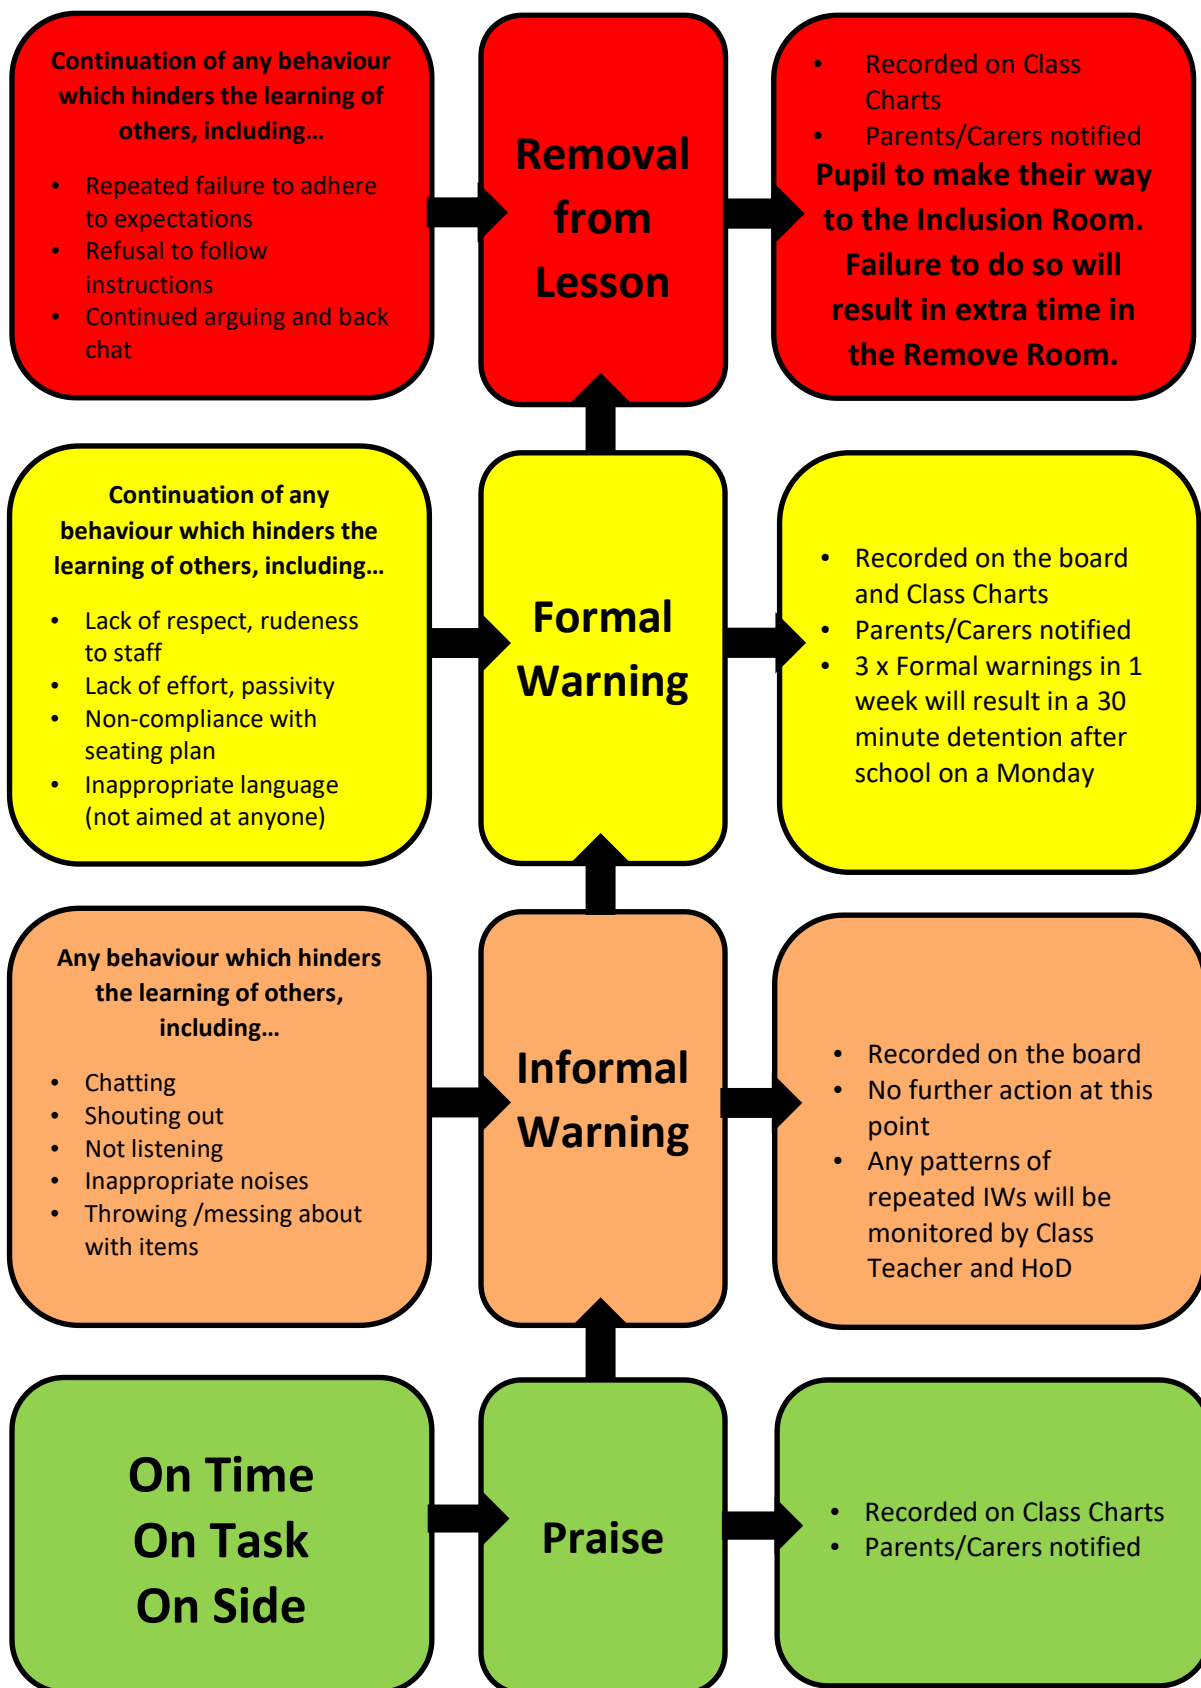 Continuation of any behaviour
which hinders the learning of
others, including...
• Repeated failure to adhere
to expectations
• Refusal to follow
instructions
• Continued arguing and back
chat
Removal
from
Lesson
• Recorded on Class
Charts
• Parents/Carers notified
Pupil to make their way
to the Inclusion Room.
Failure to do so will
result in extra time in
the Remove Room.
Continuation of any
behaviour which hinders the
learning of others, including...
• Lack of respect, rudeness
to staff
• Lack of effort, passivity
• Non-compliance with
seating plan
• Inappropriate language
(not aimed at anyone)
Formal
Warning
• Recorded on the board
and Class Charts
• Parents/Carers notified
• 3 x Formal warnings in 1
week will result in a 30
minute detention after
school on a Monday
Any behaviour which hinders
the learning of others,
including...
• Chatting
• Shouting out
• Not listening
• Inappropriate noises
• Throwing /messing about
with items
Informal
Warning
• Recorded on the board
• No further action at this
point
• Any patterns of
repeated IWs will be
monitored by Class
Teacher and HoD
On Time
On Task
On Side
Praise
• Recorded on Class Charts
• Parents/Carers notified